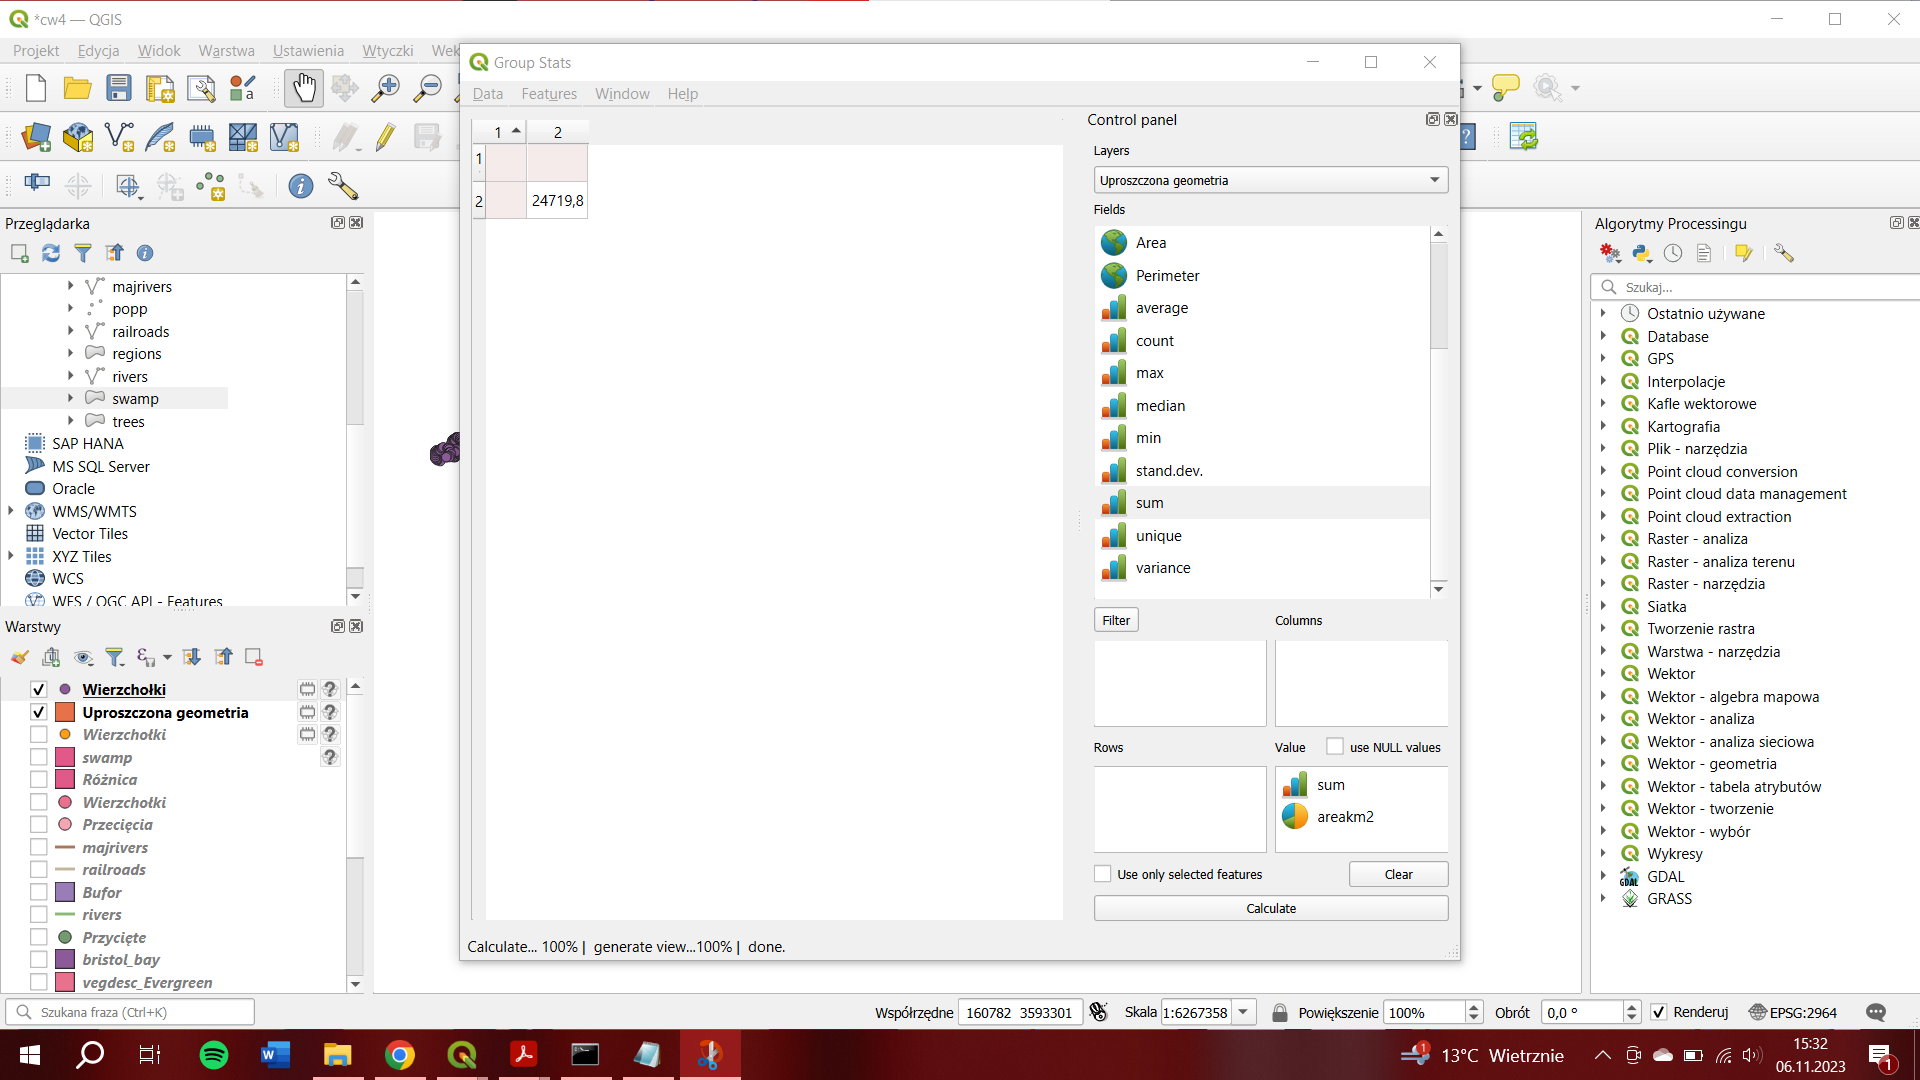 *cw4 — QGIS
Projekt Edycja Widok Warstwa Ustawienia Wtyczki Wek
Group Stats
Data Features Window Help
1 2
1
2 24719,8
Control panel
Layers
Uproszczona geometria
Fields
Area
Perimeter
average
count
max
median
min
stand.dev.
sum
unique
variance
Filter
Columns
Rows
Value
use NULL values
sum
areakm2
Use only selected features
Clear
Calculate
Calculate... 100% | generate view...100% | done.
Przeglądarka
majrivers
popp
railroads
regions
rivers
swamp
trees
SAP HANA
MS SQL Server
Oracle
WMS/WMTS
Vector Tiles
XYZ Tiles
WCS
WFS / OGC API - Features
Warstwy
Wierzchołki
Uproszczona geometria
Wierzchołki
swamp
Różnica
Wierzchołki
Przecięcia
majrivers
railroads
Bufor
rivers
Przycięte
bristol_bay
vegdesc_Evergreen
Algorytmy Processingu
Szukaj...
Ostatnio używane
Database
GPS
Interpolacje
Kafle wektorowe
Kartografia
Plik - narzędzia
Point cloud conversion
Point cloud data management
Point cloud extraction
Raster - analiza
Raster - analiza terenu
Raster - narzędzia
Siatka
Tworzenie rastra
Warstwa - narzędzia
Wektor
Wektor - algebra mapowa
Wektor - analiza
Wektor - analiza sieciowa
Wektor - geometria
Wektor - tabela atrybutów
Wektor - tworzenie
Wektor - wybór
Wykresy
GDAL
GRASS
Szukana fraza (Ctrl+K)
Współrzędne 160782 3593301 Skala 1:6267358 Powiększenie 100% Obrót 0,0 ° Renderuj EPSG:2964
1 13°C Wietrznie
15:32
06.11.2023
1